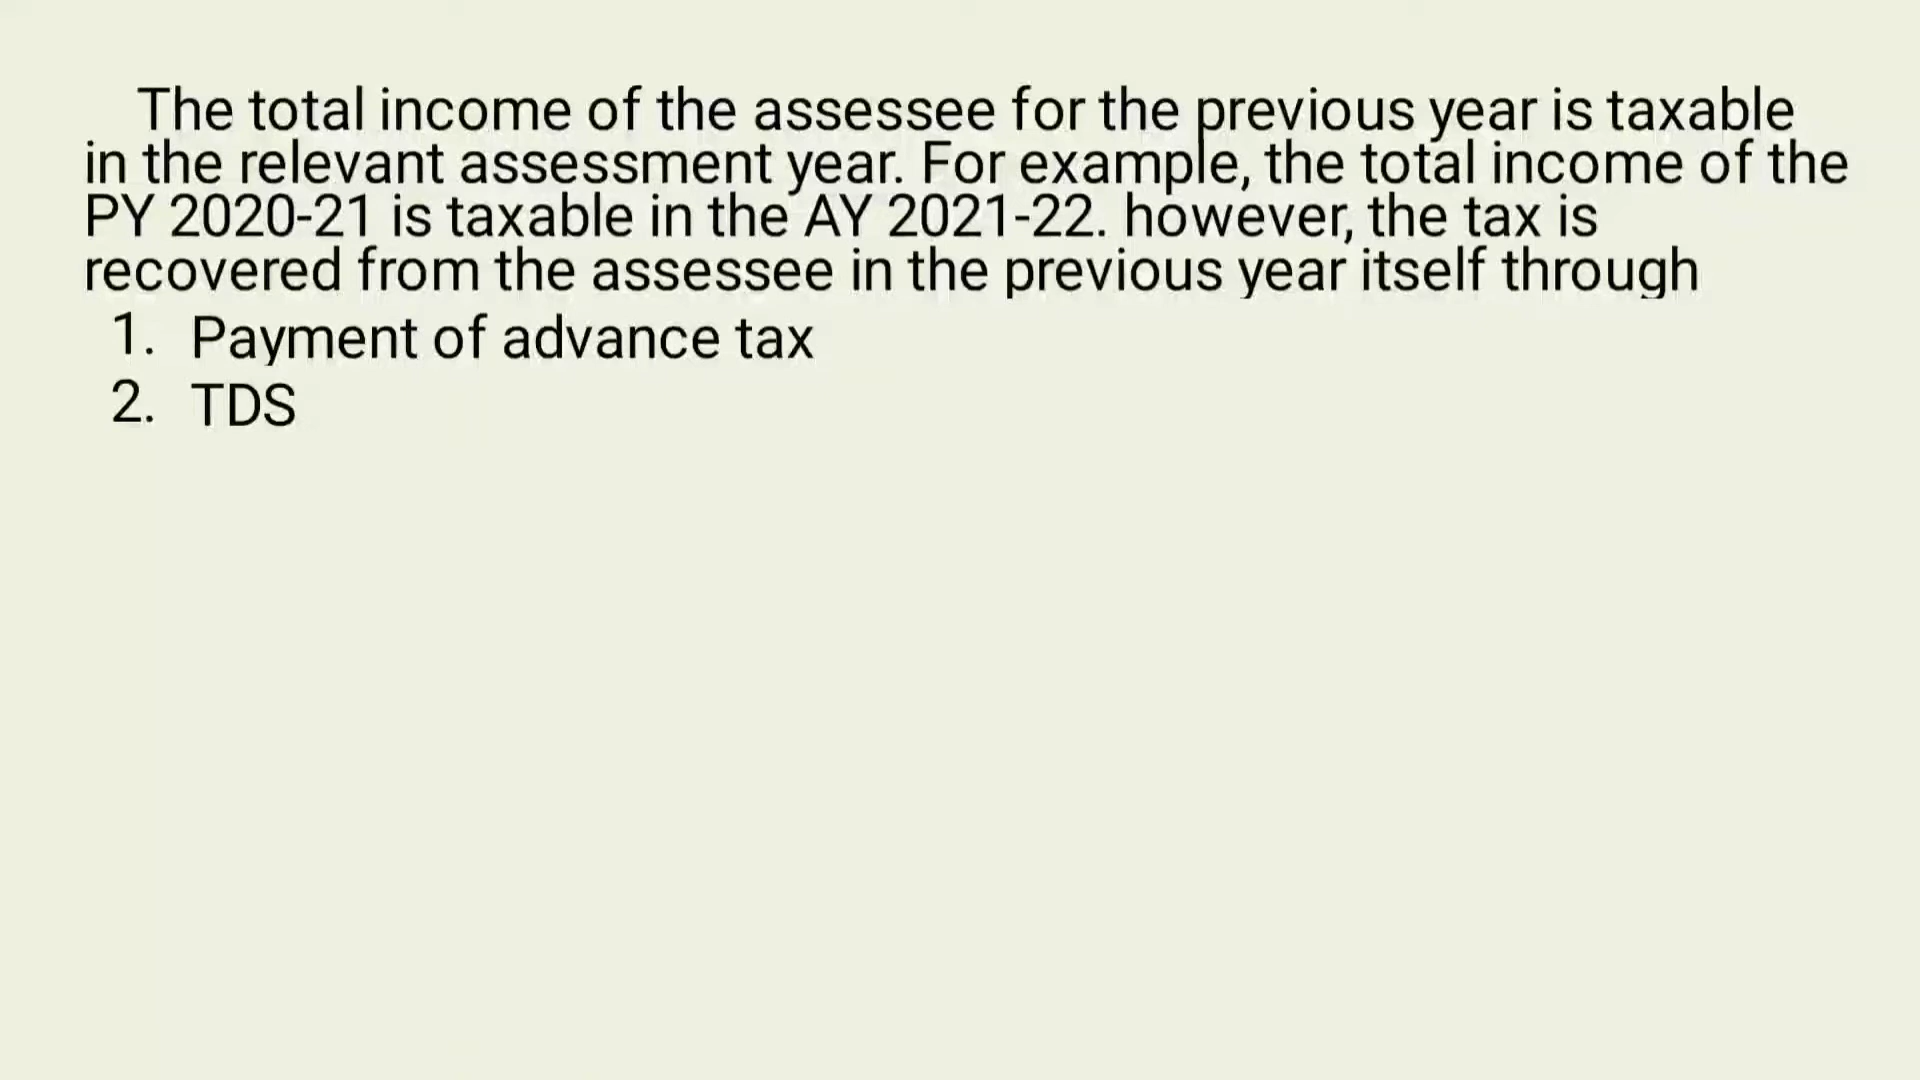 The total income of the assessee for the previous year is taxable
in the relevant assessment year. For example, the total income of the
PY 2020-21 is taxable in the AY 2021-22. however, the tax is
recovered from the assessee in the previous year itself through
1. Payment of advance tax
2. TDS